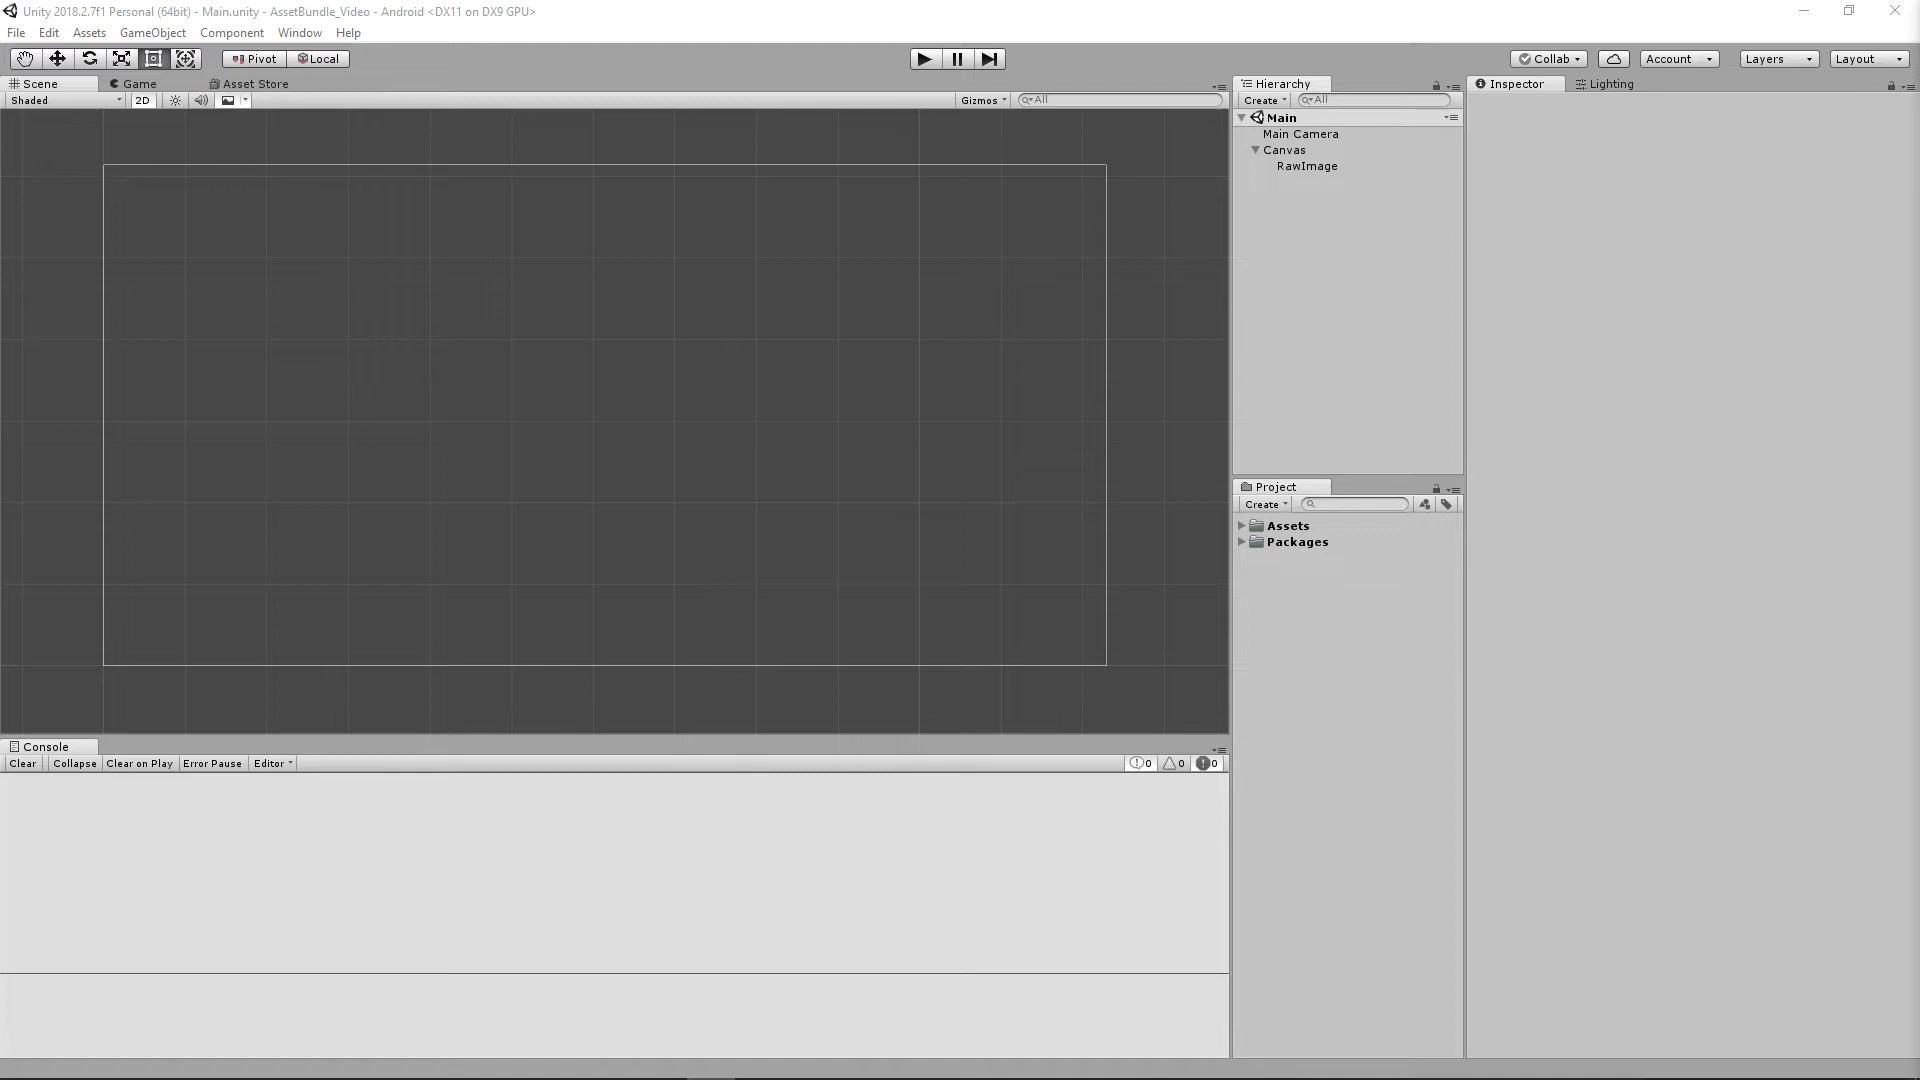 Unity 2018.2.7f1 Personal (64bit) - Main.unity - AssetBundle_Video - Android <DX11 on DX9 GPU>
File Edit Assets GameObject Component Window Help
Pivot Local Collab Account Layers Layout
Scene Game Asset Store Hierarchy Inspector Lighting
Shaded 2D Gizmos All Create All
Main
Main Camera
Canvas
RawImage
Project
Create
Assets
Packages
Console
Clear Collapse Clear on Play Error Pause Editor 0 0 0